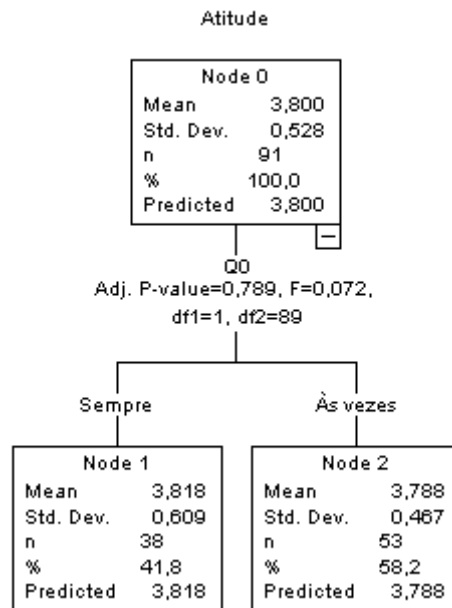 Atitude
Node 0
Mean 3,800
Std. Dev. 0,528
n 91
% 100,0
Predicted 3,800
Q0
Adj. P-value=0,789, F=0,072,
df1=1, df2=89
Sempre
Às vezes
Node 1
Mean 3,818
Std. Dev. 0,609
n 38
% 41,8
Predicted 3,818
Node 2
Mean 3,788
Std. Dev. 0,467
n 53
% 58,2
Predicted 3,788